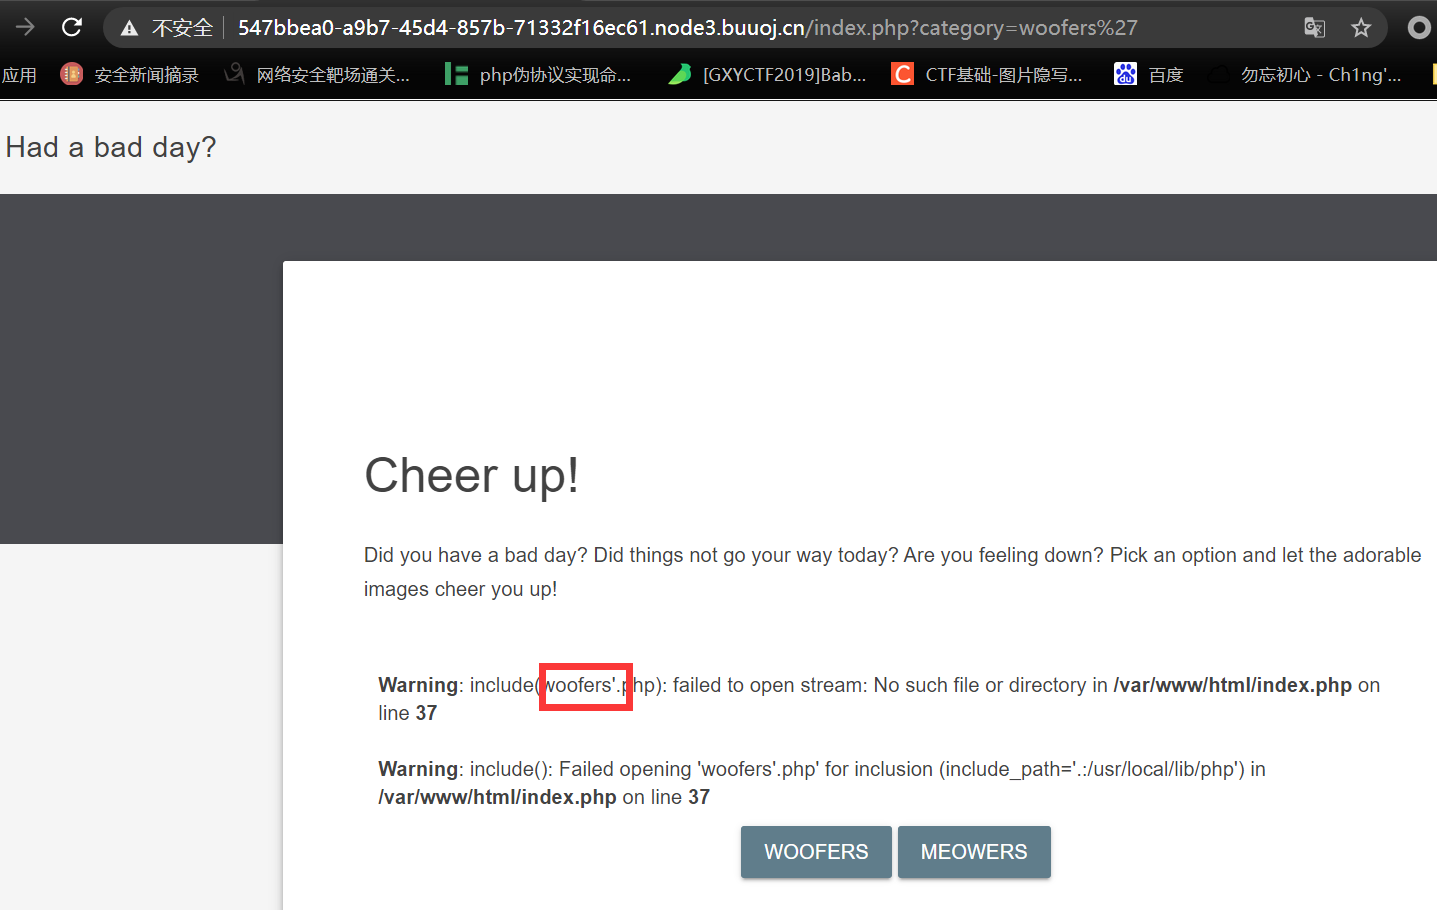 不安全 547bbea0-a9b7-45d4-857b-71332f16ec61.node3.buuoj.cn/index.php?category=woofers%27
应用 安全新闻摘录 网络安全靶场通关... php伪协议实现命... [GXYCTF2019]Bab... CTF基础-图片隐写... 百度 勿忘初心 - Ch1ng'...
Had a bad day?
Cheer up!
Did you have a bad day? Did things not go your way today? Are you feeling down? Pick an option and let the adorable
images cheer you up!
Warning: include(woofers'.php): failed to open stream: No such file or directory in /var/www/html/index.php on
line 37
Warning: include(): Failed opening 'woofers'.php' for inclusion (include_path='.:/usr/local/lib/php') in
/var/www/html/index.php on line 37
WOOFERS MEOWERS